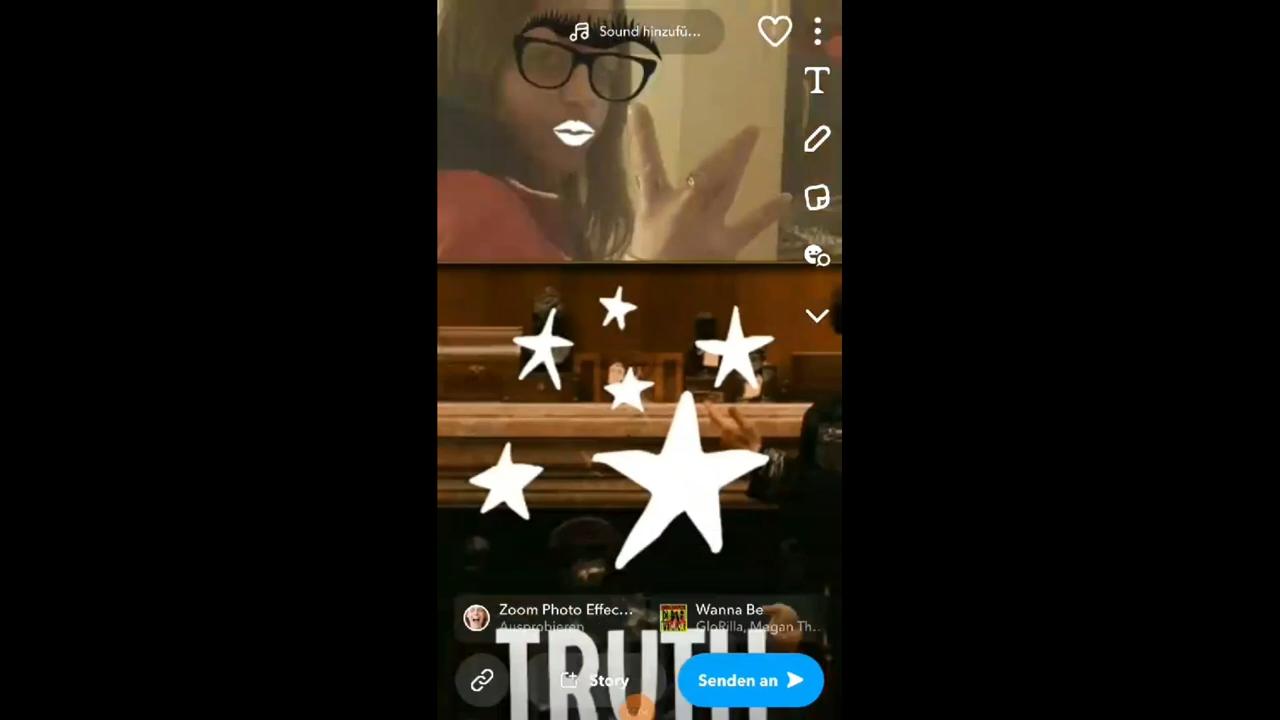 Sound hinzufü...
T
Zoom Photo Effec...
Ausprobieren
Wanna Be
GloRilla, Megan Th..
TRUTH
Story
Senden an